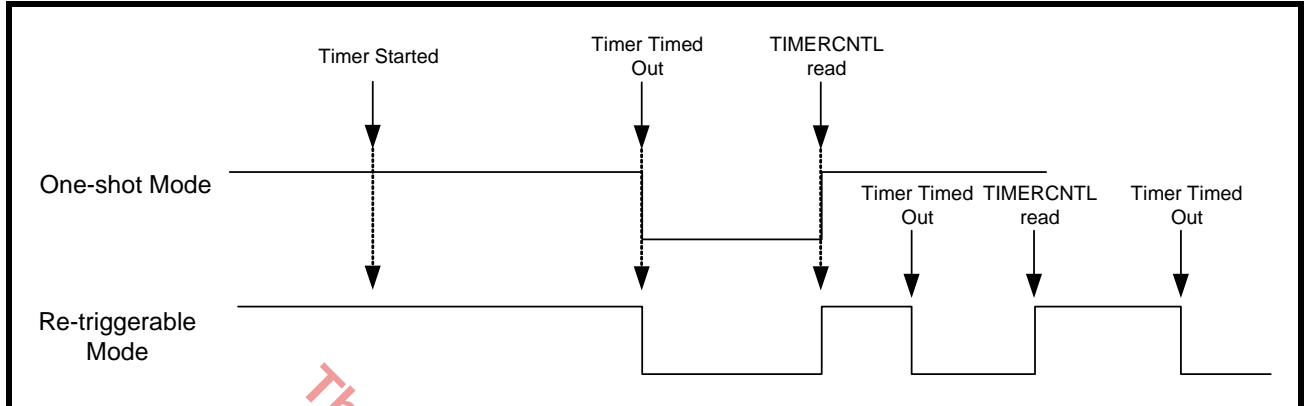 Timer Started
Timer Timed
Out
TIMERCNTL
read
One-shot Mode
Timer Timed
Out
TIMERCNTL
read
Timer Timed
Out
Re-triggerable
Mode
Th